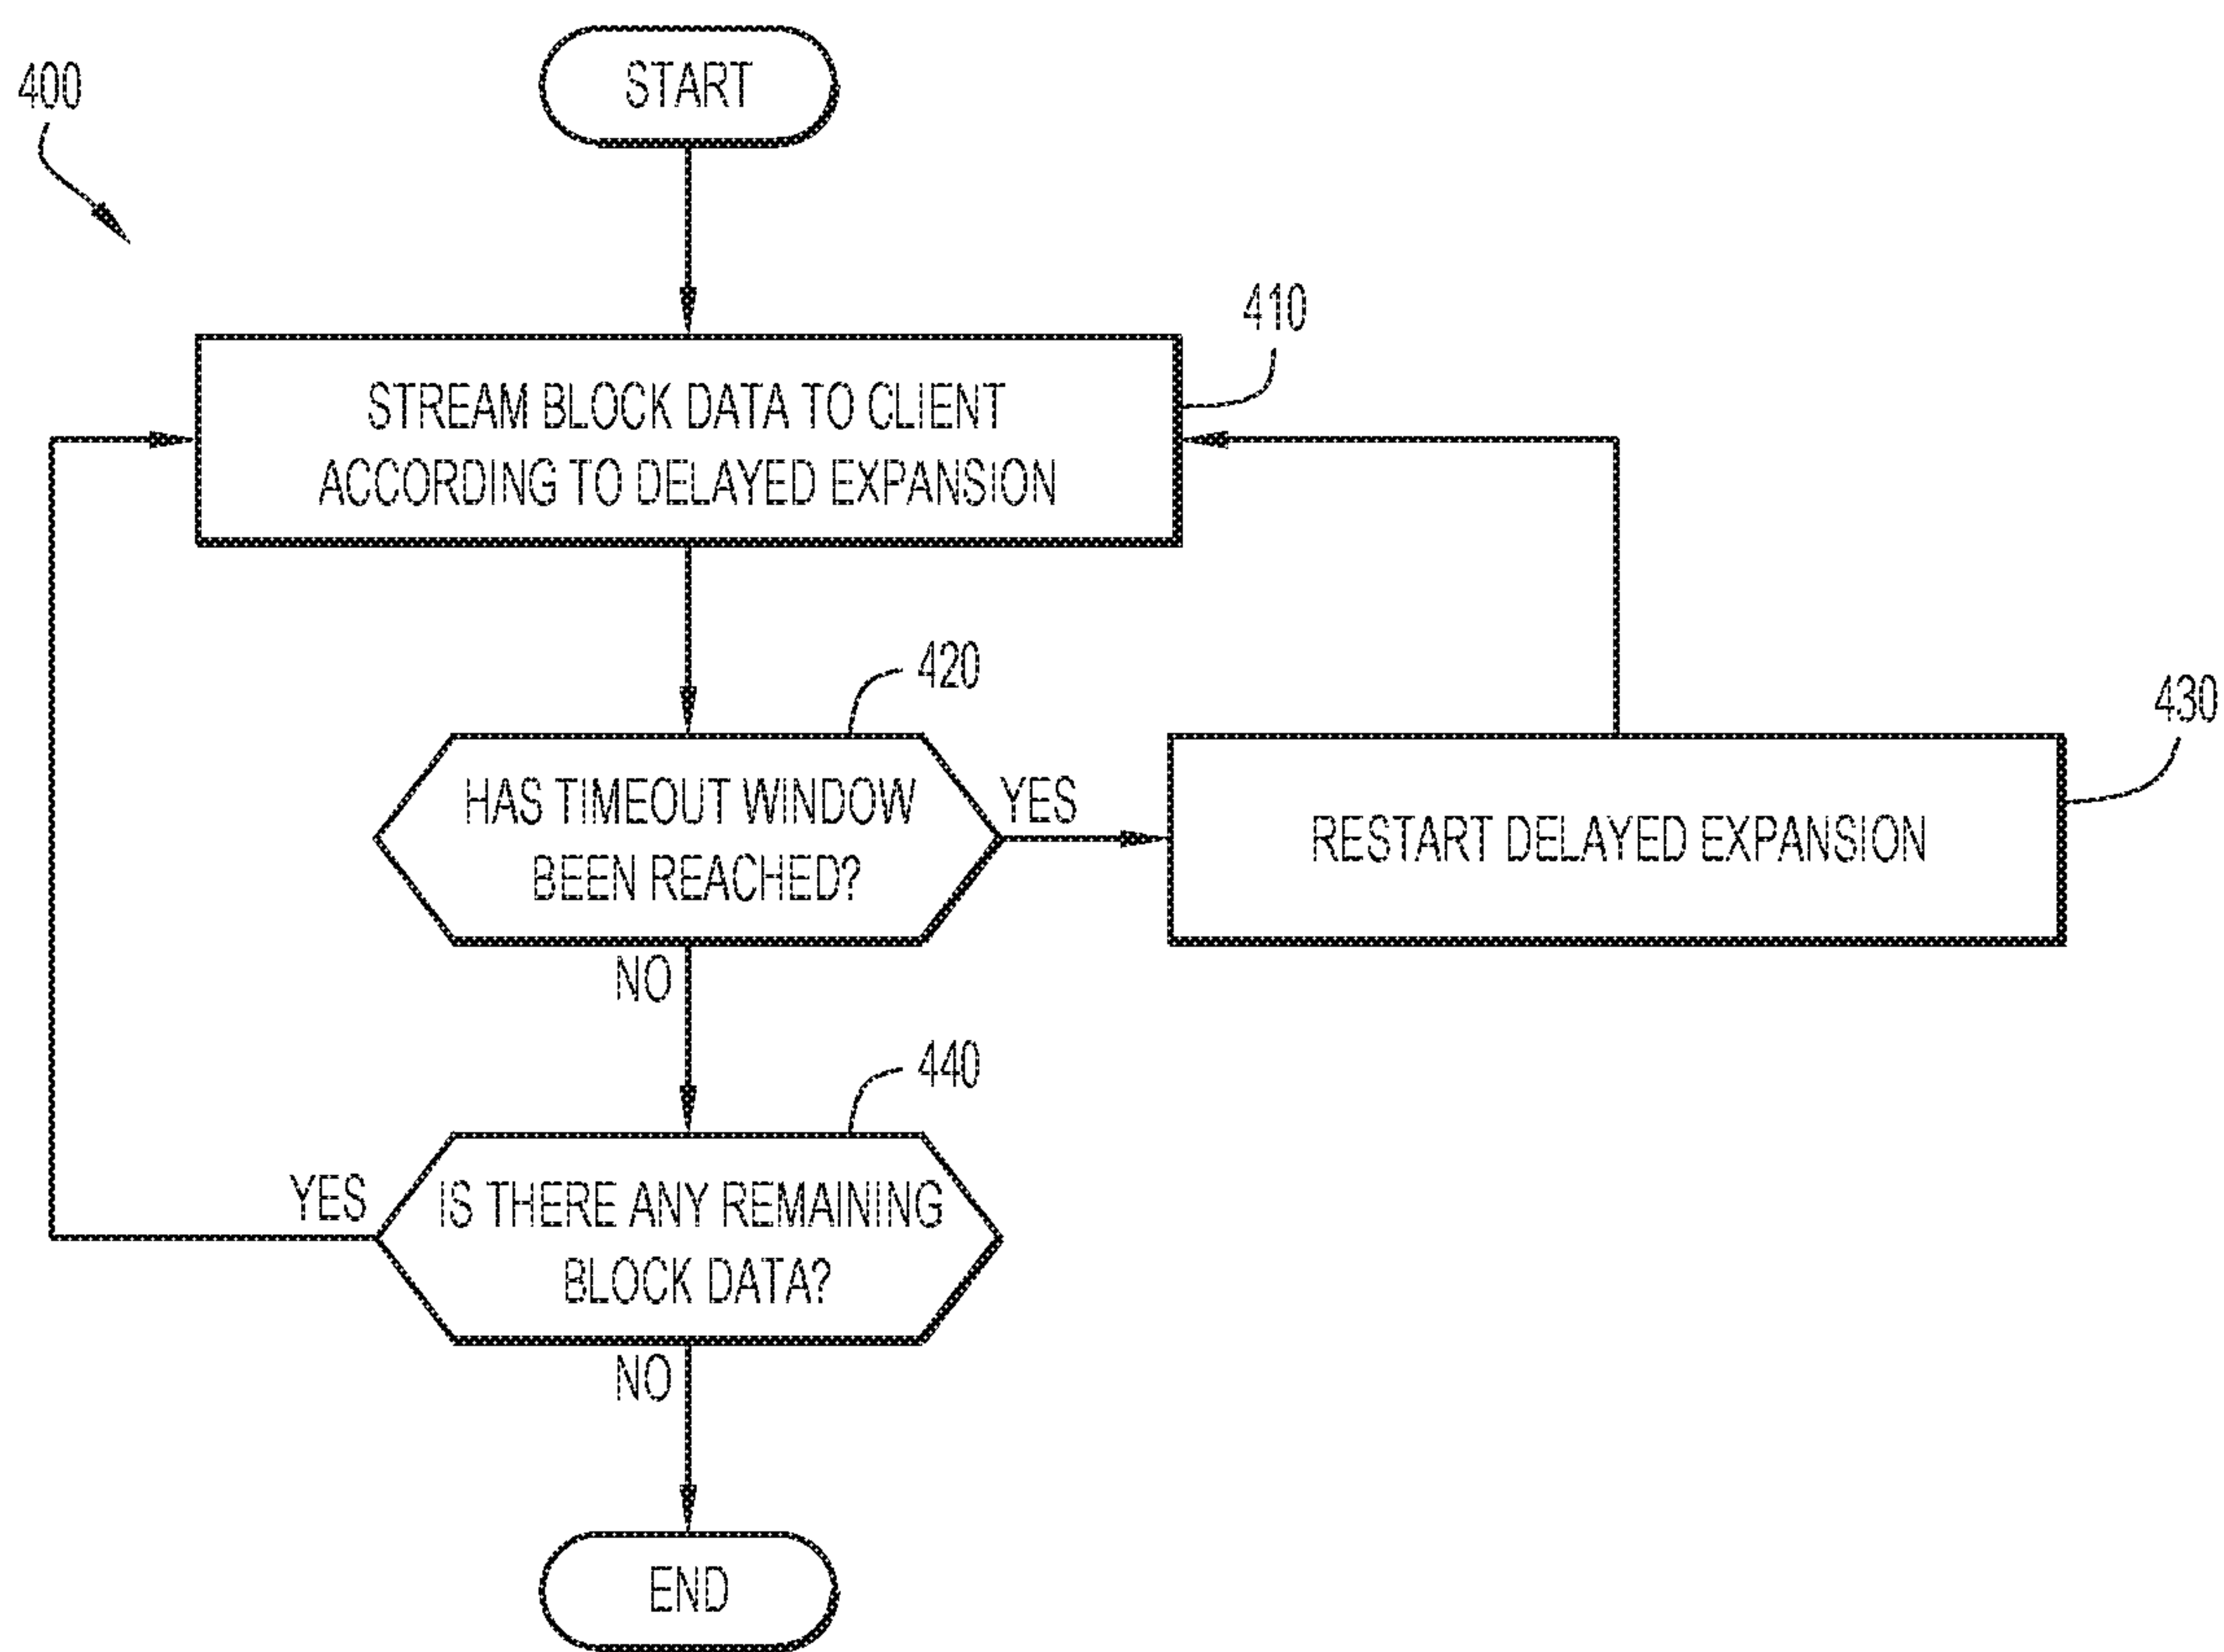 400
START
410
STREAM BLOCK DATA TO CLIENT
ACCORDING TO DELAYED EXPANSION
420
HAS TIMEOUT WINDOW
BEEN REACHED?
YES
430
RESTART DELAYED EXPANSION
NO
440
YES
IS THERE ANY REMAINING
BLOCK DATA?
NO
END